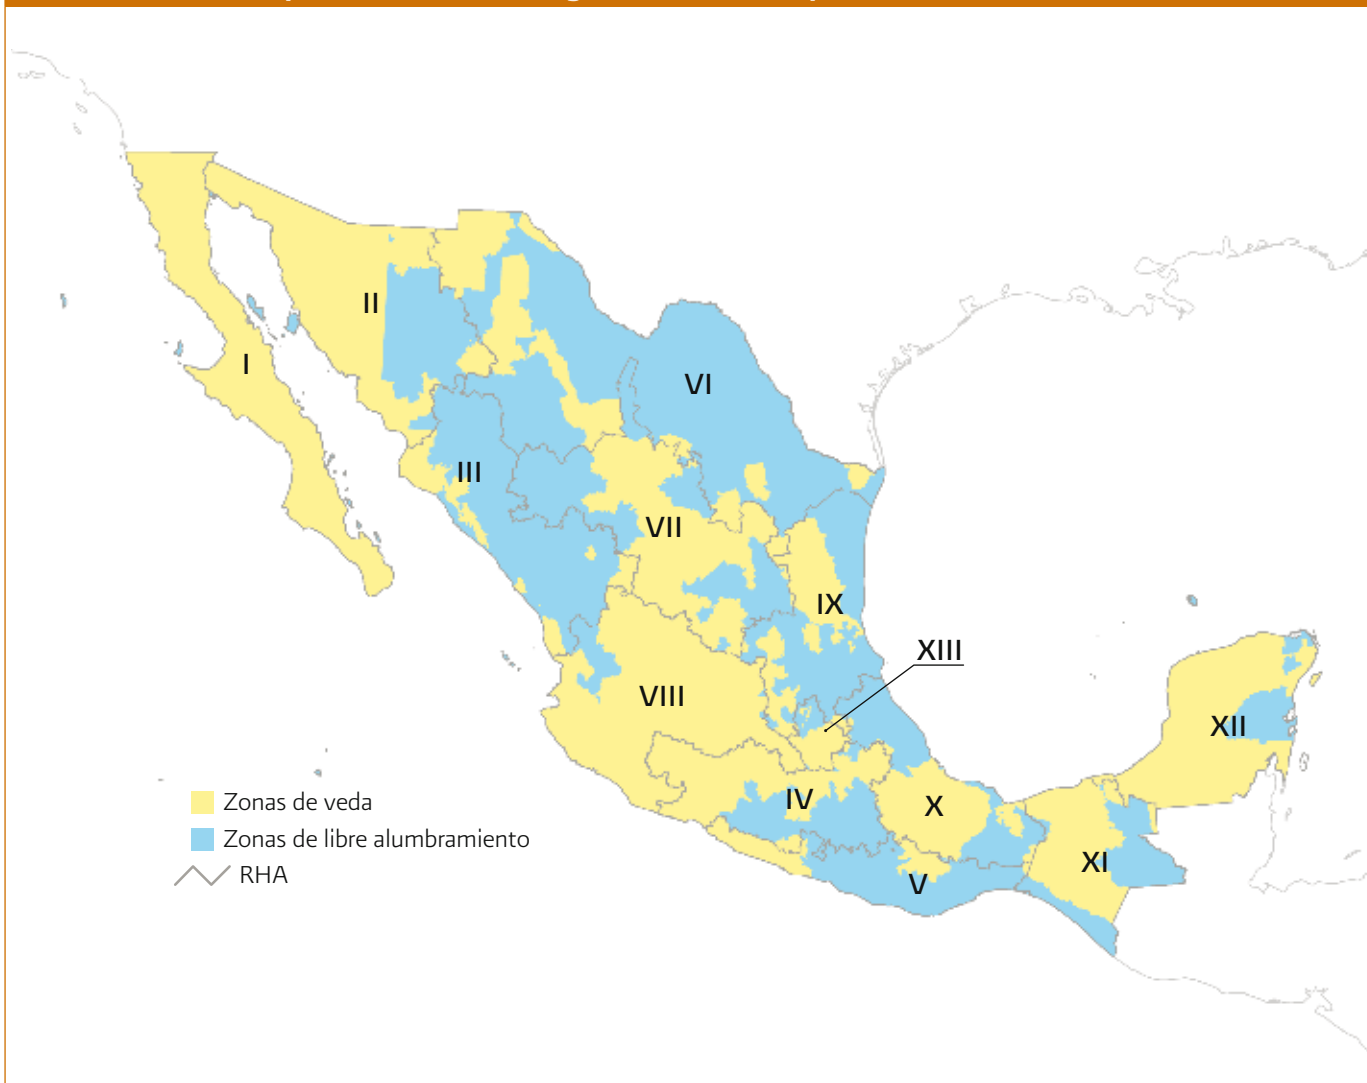 II
I
VI
III
VII
IX
XIII
VIII
XII
IV
X
XI
V
Zonas de veda
Zonas de libre alumbramiento
RHA